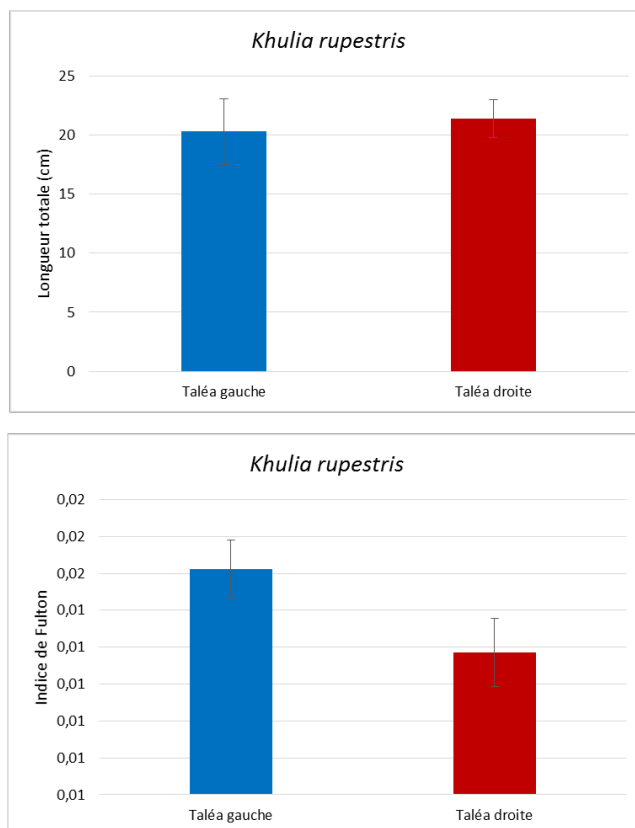 Khulia rupestris
25
20
15
10
5
0
Longueur totale (cm)
Taléa gauche
Taléa droite
Khulia rupestris
0,02
0,02
0,02
0,01
0,01
0,01
0,01
0,01
0,01
Indice de Fulton
Taléa gauche
Taléa droite